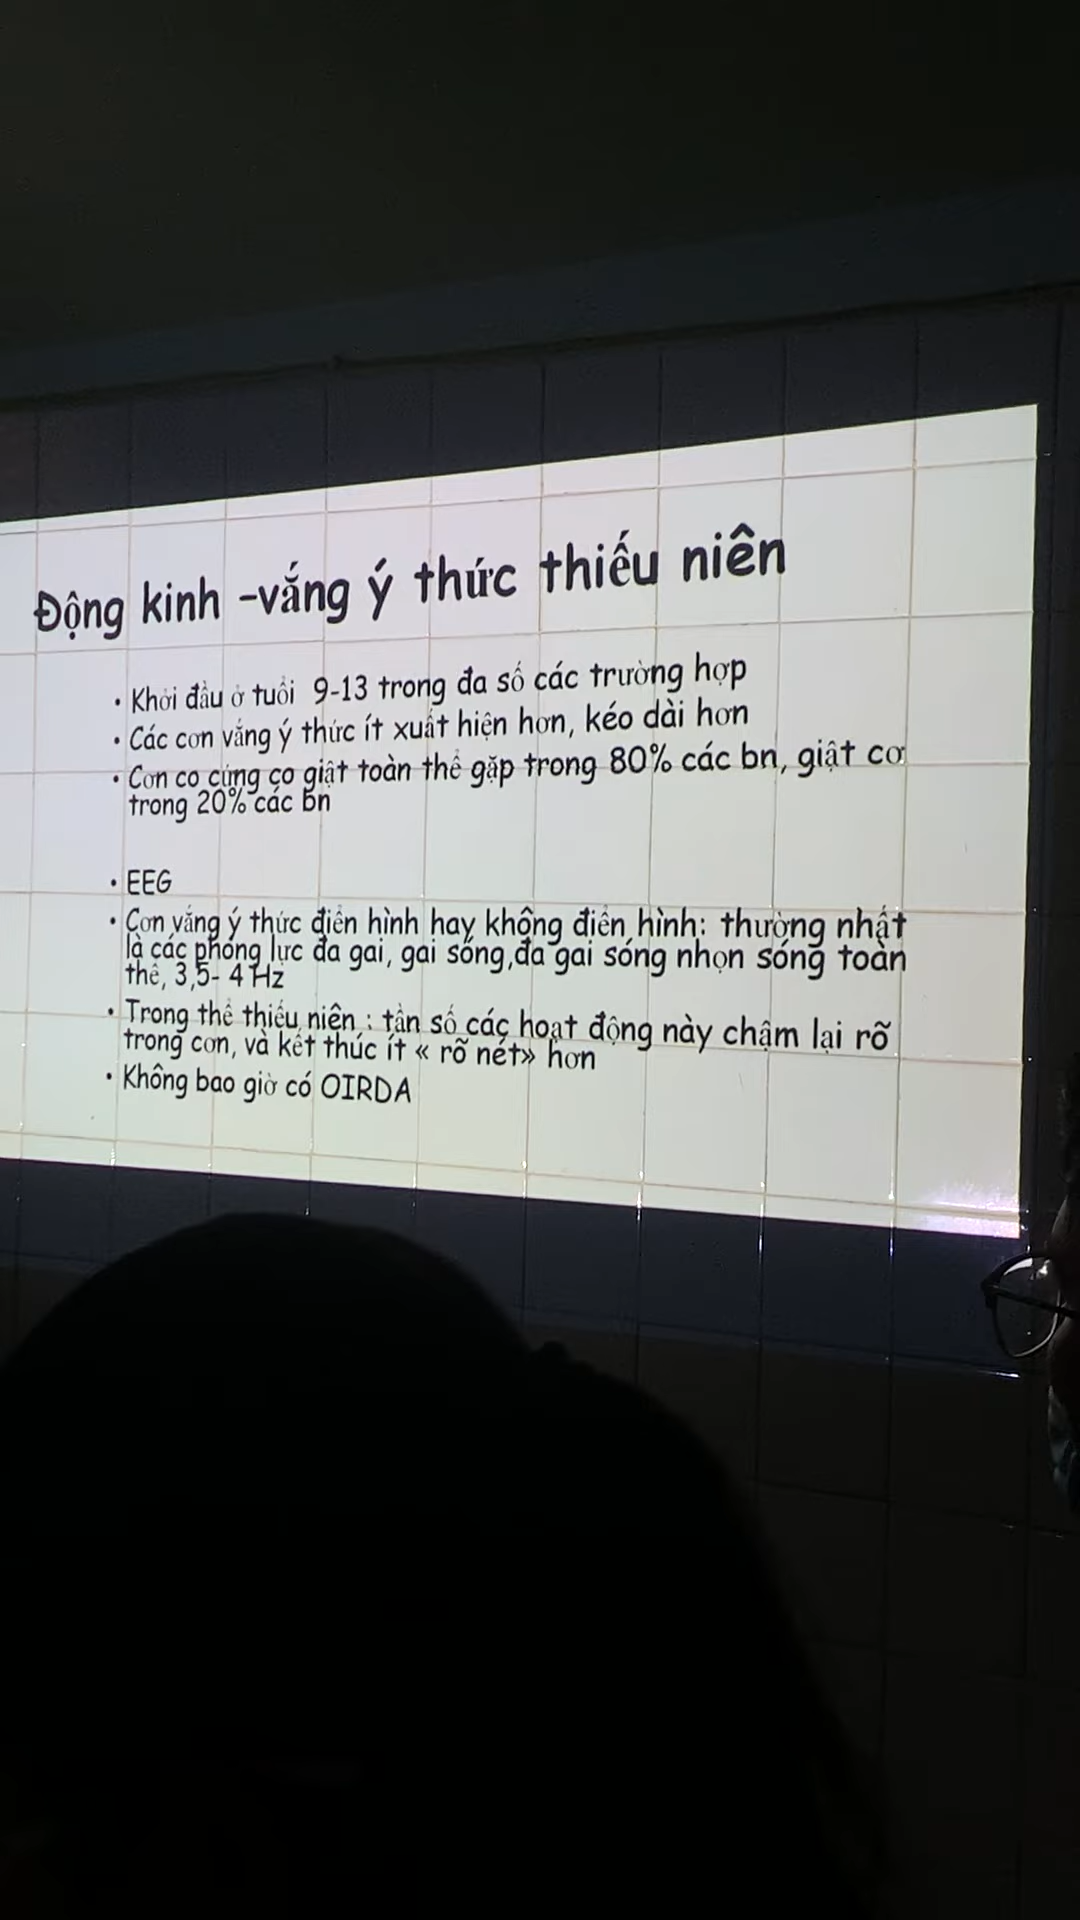 Động kinh -vắng ý thức thiếu niên
• Khởi đầu ở tuổi 9-13 trong đa số các trường hợp
• Các cơn vắng ý thức ít xuất hiện hơn, kéo dài hơn
• Cơn co cứng co giật toàn thể gặp trong 80% các bn, giật cơ
trong 20% các bn
• EEG
• Cơn vắng ý thức điển hình hay không điển hình: thường nhất
là các phóng lực đa gai, gai sóng,đa gai sóng nhọn sóng toàn
thể, 3,5- 4 Hz
• Trong thể thiếu niên : tần số các hoạt động này chậm lại rõ
trong cơn, và kết thúc ít « rõ nét» hơn
• Không bao giờ có OIRDA